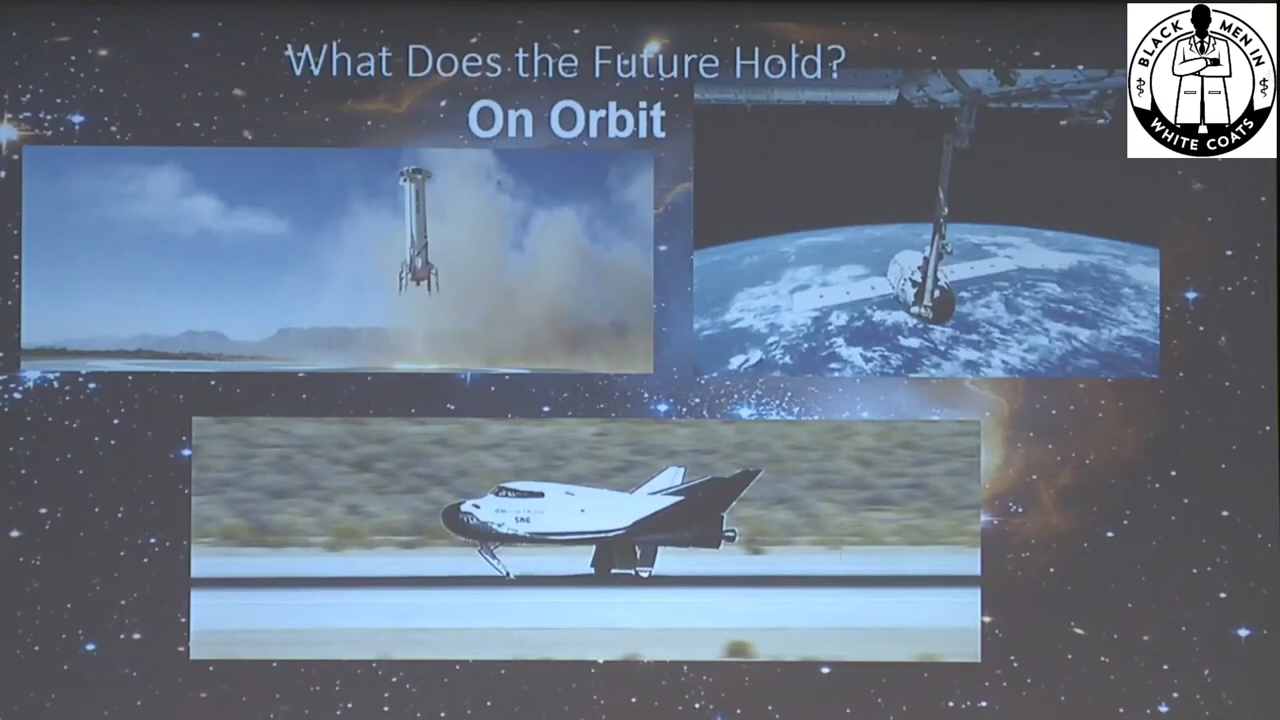 What Does the Future Hold?
On Orbit
BLACK MEN IN
WHITE COATS
SNC